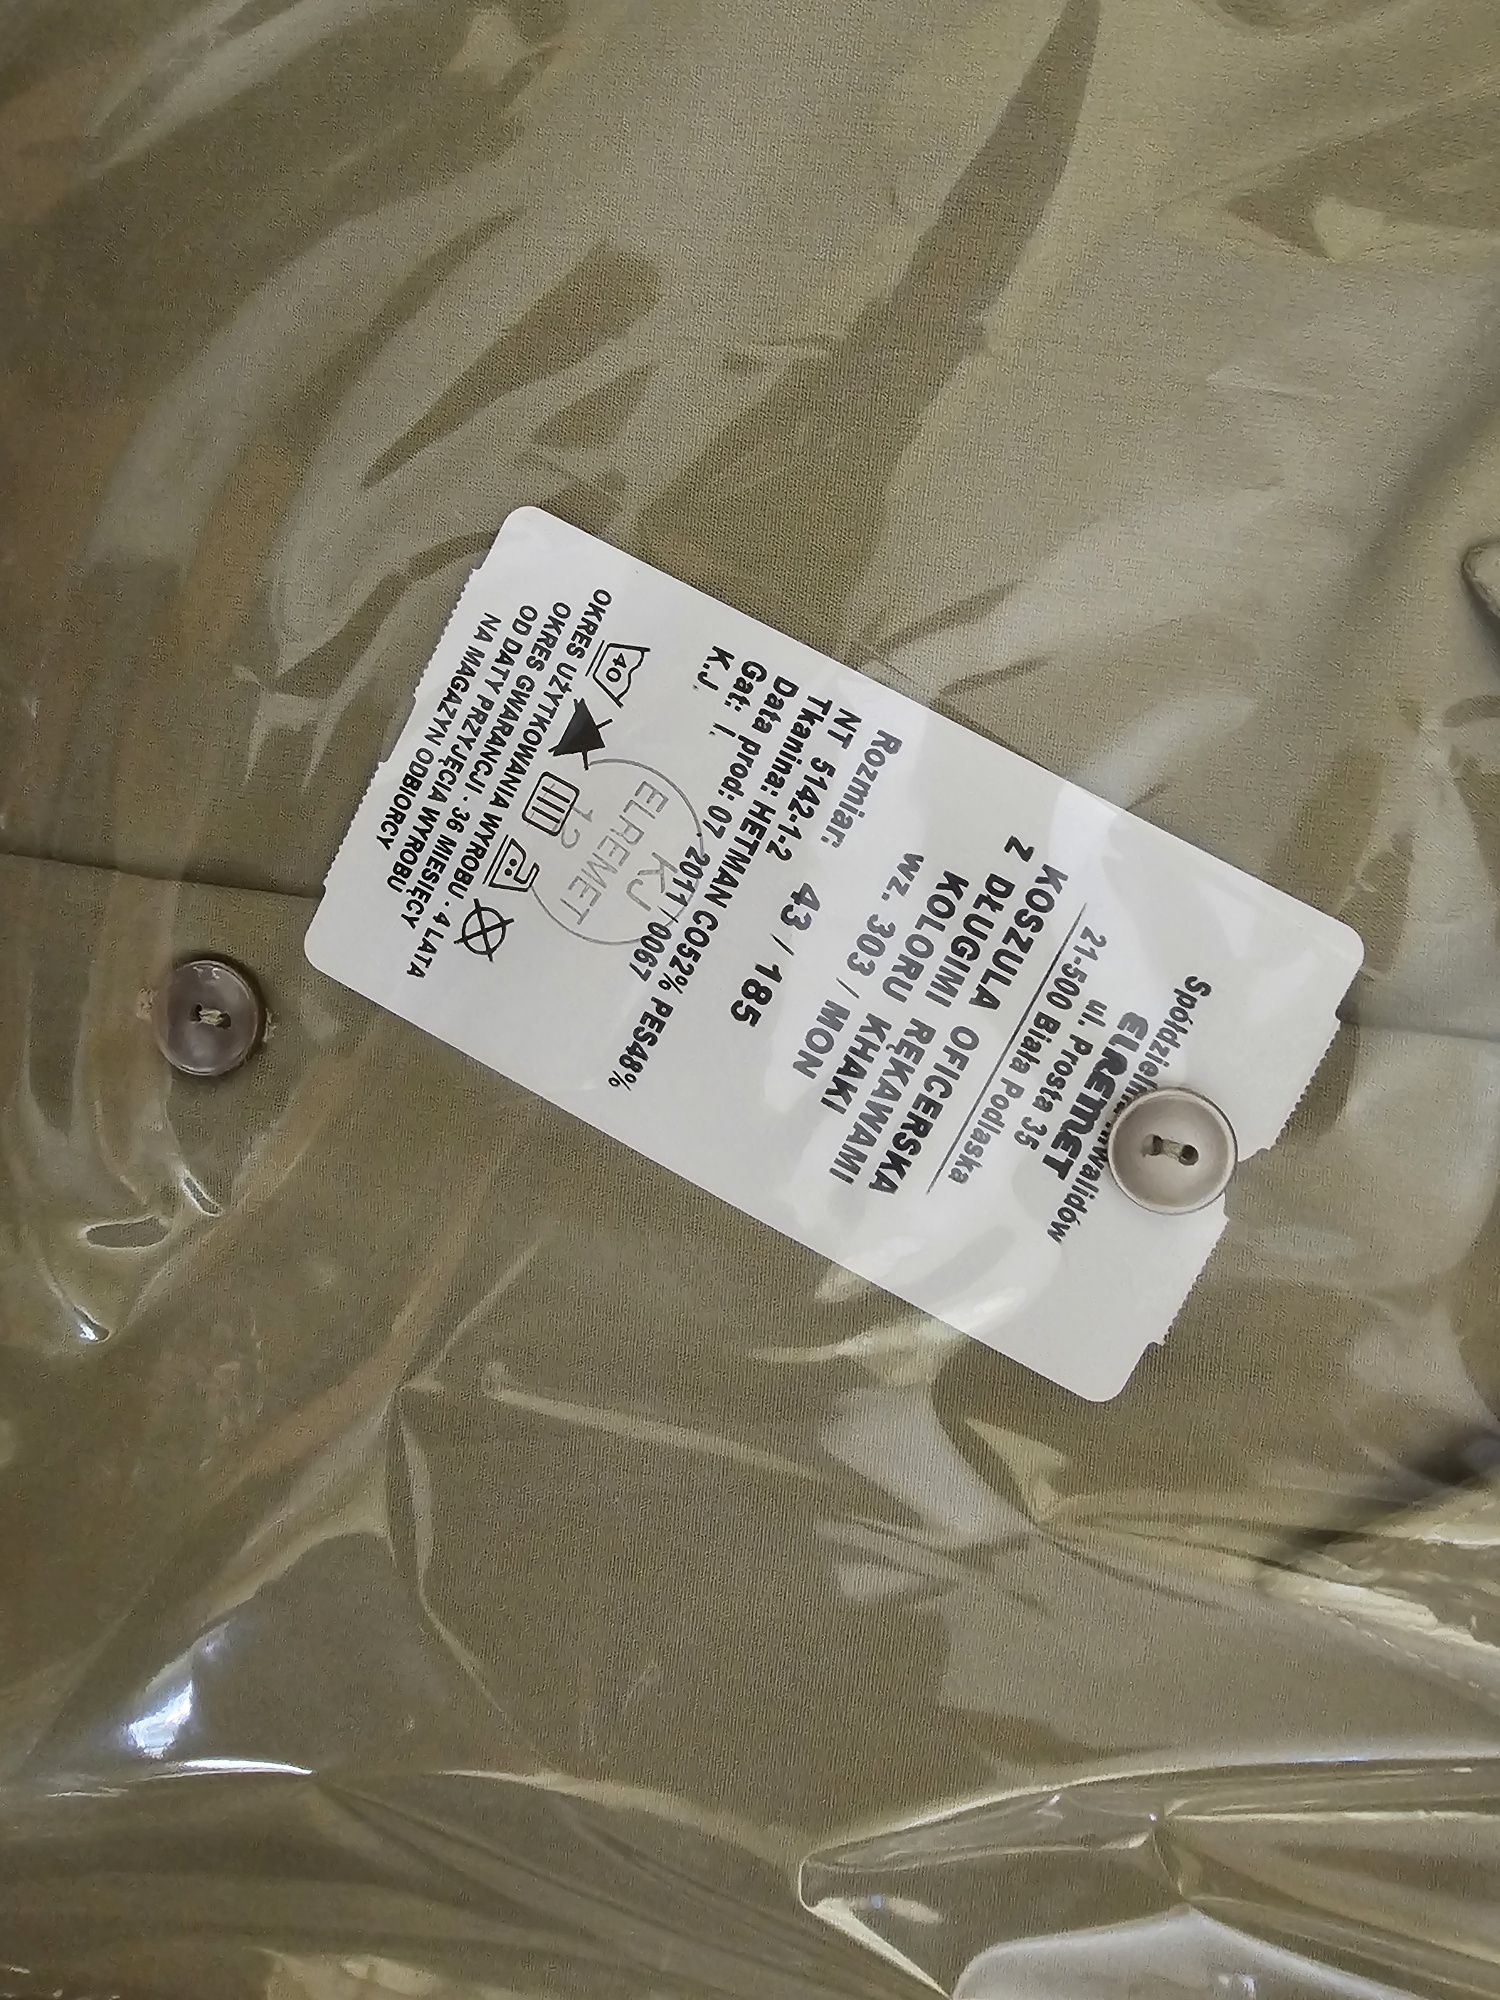 Spółdzielnia Inwalidów
ELREMET
ul. Prosta 35
21-500 Biała Podlaska
KOSZULA OFICERSKA
Z DŁUGIMI RĘKAWAMI
KOLORU KHAKI
wz. 303 / MON
Rozmiar: 43 / 185
NT 5142-1-2
Tkanina: HETMAN CO52% PES48%
Data prod: 07.2011 0067
Gat: I.
K.J.
ELREMET
KJ
12
40
OKRES UŻYTKOWANIA WYROBU - 4 LATA
OKRES GWARANCJI - 36 MIESIĘCY
OD DATY PRZYJĘCIA WYROBU
NA MAGAZYN ODBIORCY